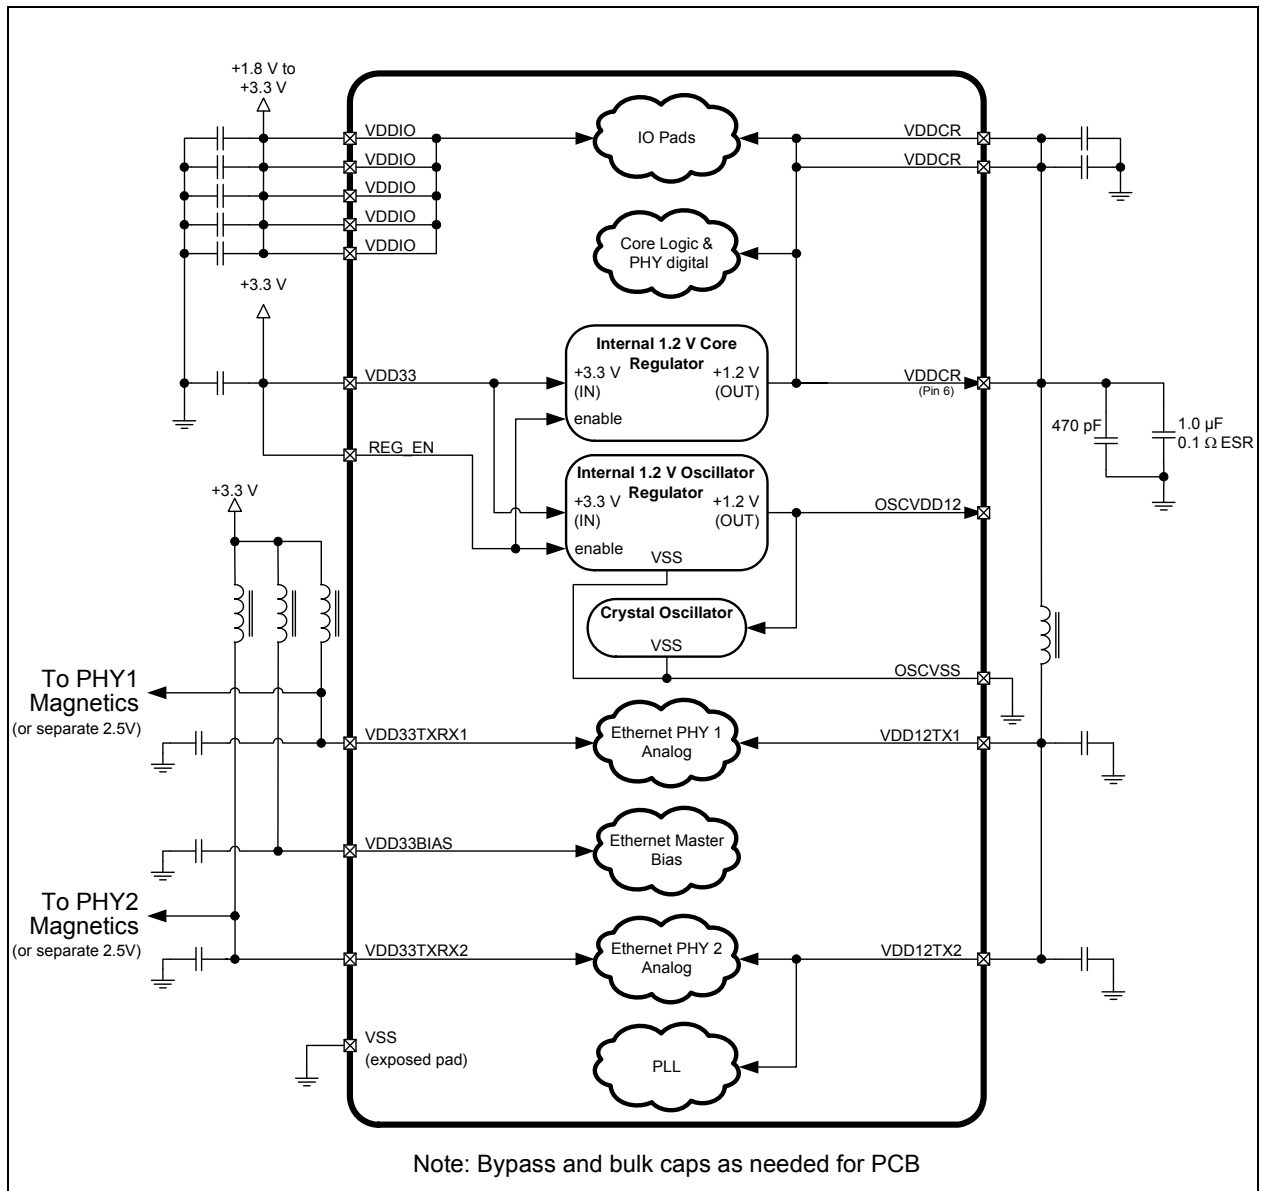 +1.8 V to
+3.3 V
VDDIO
VDDIO
VDDIO
VDDIO
VDDIO
IO Pads
VDDCR
VDDCR
Core Logic &
PHY digital
+3.3 V
VDD33
REG_EN
Internal 1.2 V Core
Regulator
+3.3 V
(IN)
+1.2 V
(OUT)
enable
VDDCR
(Pin 6)
470 pF
1.0 µF
0.1 Ω ESR
Internal 1.2 V Oscillator
Regulator
+3.3 V
(IN)
+1.2 V
(OUT)
enable
VSS
OSCVDD12
+3.3 V
Crystal Oscillator
VSS
OSCVSS
To PHY1
Magnetics
(or separate 2.5V)
VDD33TXRX1
Ethernet PHY 1
Analog
VDD12TX1
VDD33BIAS
Ethernet Master
Bias
To PHY2
Magnetics
(or separate 2.5V)
VDD33TXRX2
Ethernet PHY 2
Analog
VDD12TX2
VSS
(exposed pad)
PLL
Note: Bypass and bulk caps as needed for PCB